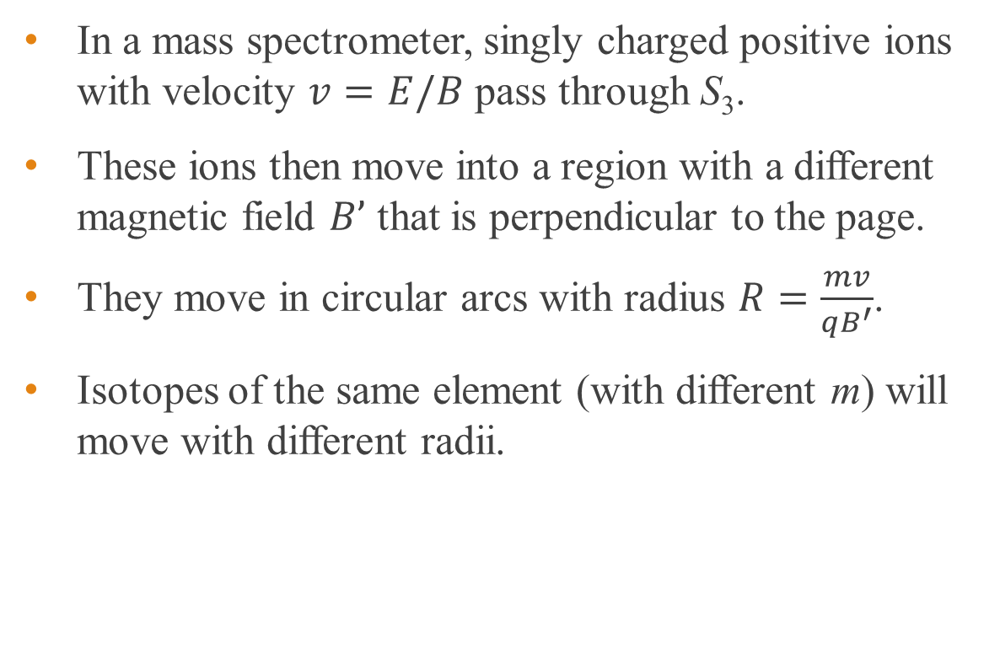 • In a mass spectrometer, singly charged positive ions
with velocity v = E/B pass through S₃.
• These ions then move into a region with a different
magnetic field B’ that is perpendicular to the page.
• They move in circular arcs with radius R = mv/qB′.
• Isotopes of the same element (with different m) will
move with different radii.